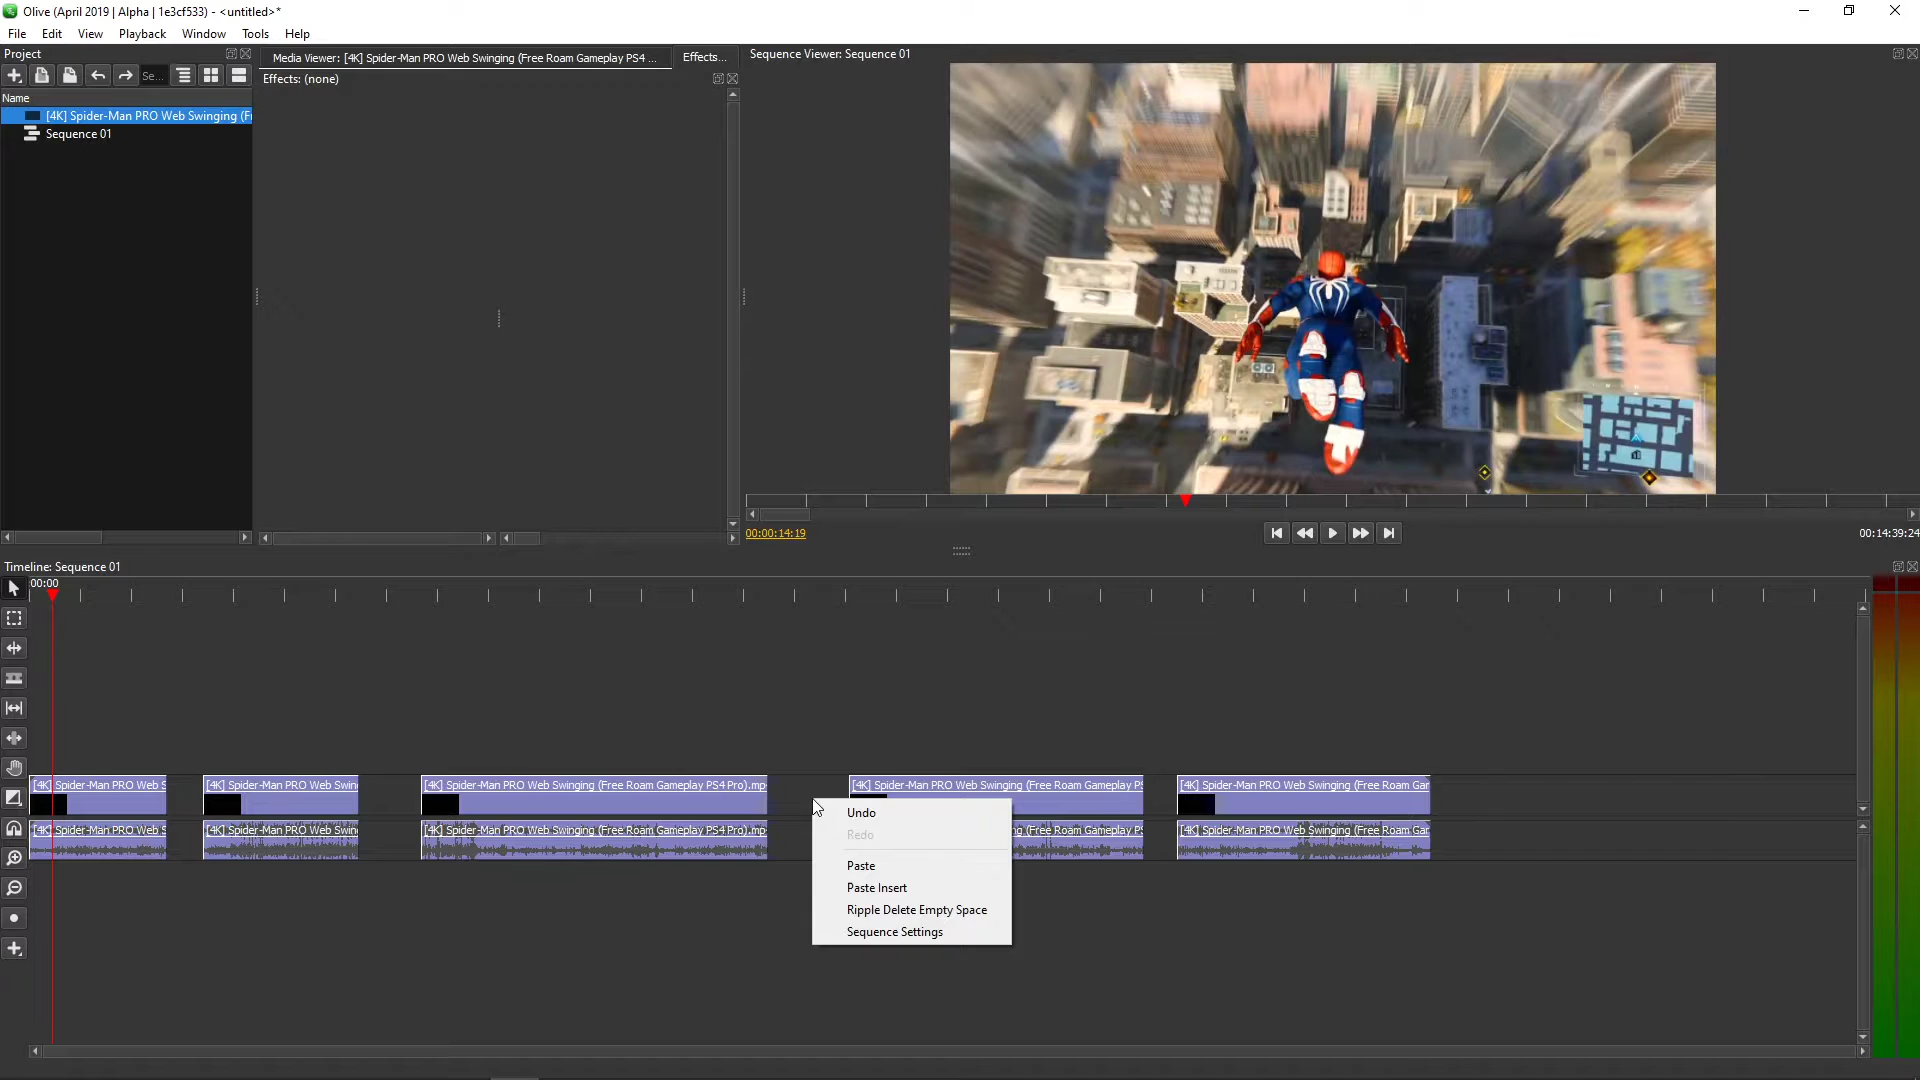 Olive (April 2019 | Alpha | 1e3cf533) - <untitled>*
File Edit View Playback Window Tools Help
Project
Media Viewer: [4K] Spider-Man PRO Web Swinging (Free Roam Gameplay PS4 ...
Effects...
Sequence Viewer: Sequence 01
Se...
Effects: (none)
Name
[4K] Spider-Man PRO Web Swinging (Fr
Sequence 01
00:00:14:19
00:14:39:24
Timeline: Sequence 01
00:00
[4K] Spider-Man PRO Web S
[4K] Spider-Man PRO Web Swin
[4K] Spider-Man PRO Web Swinging (Free Roam Gameplay PS4 Pro).mp
[4K] Spider-Man PRO Web Swinging (Free Roam Gameplay PS
[4K] Spider-Man PRO Web Swinging (Free Roam Gar
[4K] Spider-Man PRO Web S
[4K] Spider-Man PRO Web Swin
[4K] Spider-Man PRO Web Swinging (Free Roam Gameplay PS4 Pro).mp
ng (Free Roam Gameplay PS
[4K] Spider-Man PRO Web Swinging (Free Roam Gar
Undo
Redo
Paste
Paste Insert
Ripple Delete Empty Space
Sequence Settings